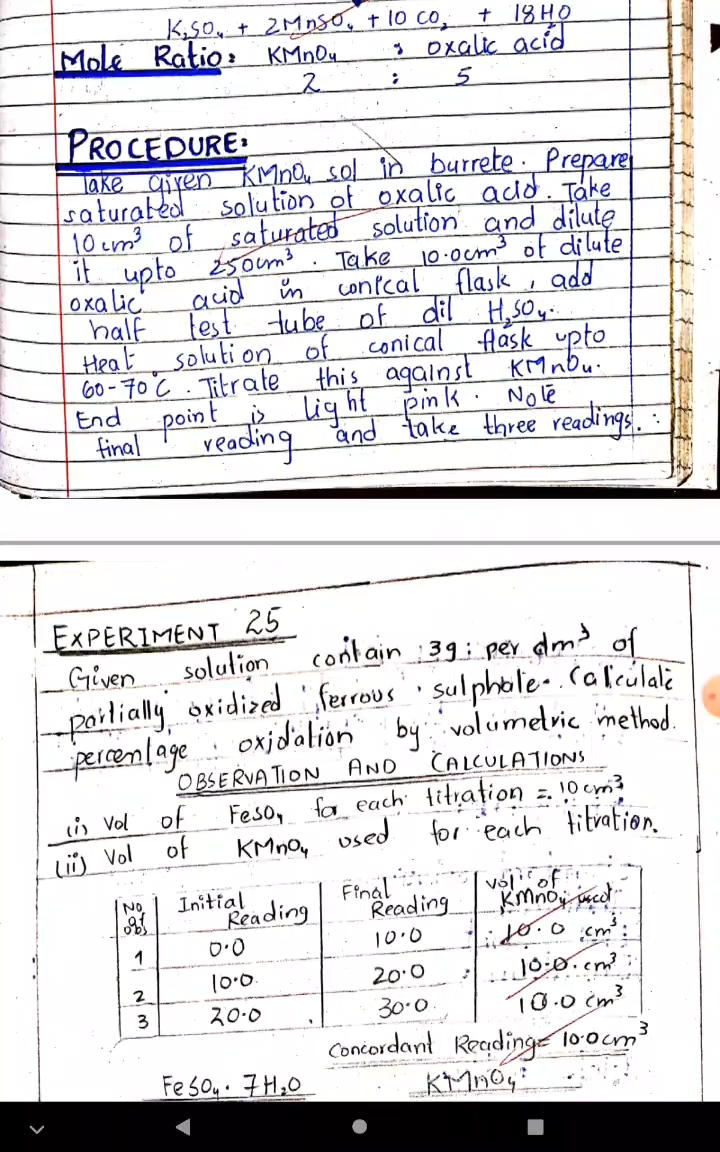 K₂SO₄ + 2MnSO₄ + 10 CO₂ + 18HO
Mole Ratio: KMnO₄ : oxalic acid
2 : 5
PROCEDURE:
Take given KMnO₄ sol in burrete. Prepare
saturated solution of oxalic acid. Take
10 cm³ of saturated solution and dilute
it upto 250cm³. Take 10.0cm³ of dilute
oxalic acid in conical flask, add
half test tube of dil H₂SO₄.
Heat solution of conical flask upto
60-70°C. Titrate this against KMnO₄.
End point is light pink. Note
final reading and take three readings.
EXPERIMENT 25
Given solution contain 3g per dm³ of
partially oxidized ferrous sulphate. Calculate
percentage oxidation by volumetric method.
OBSERVATION AND CALCULATIONS
(i) Vol of FeSO₄ for each titration = 10 cm³
(ii) Vol of KMnO₄ used for each titration.
No of obs Initial Reading Final Reading Vol of KMnO₄ used
1 0.0 10.0 10.0 cm³
2 10.0 20.0 10.0 cm³
3 20.0 30.0 10.0 cm³
Concordant Reading = 10.0cm³
FeSO₄. 7H₂O KMnO₄